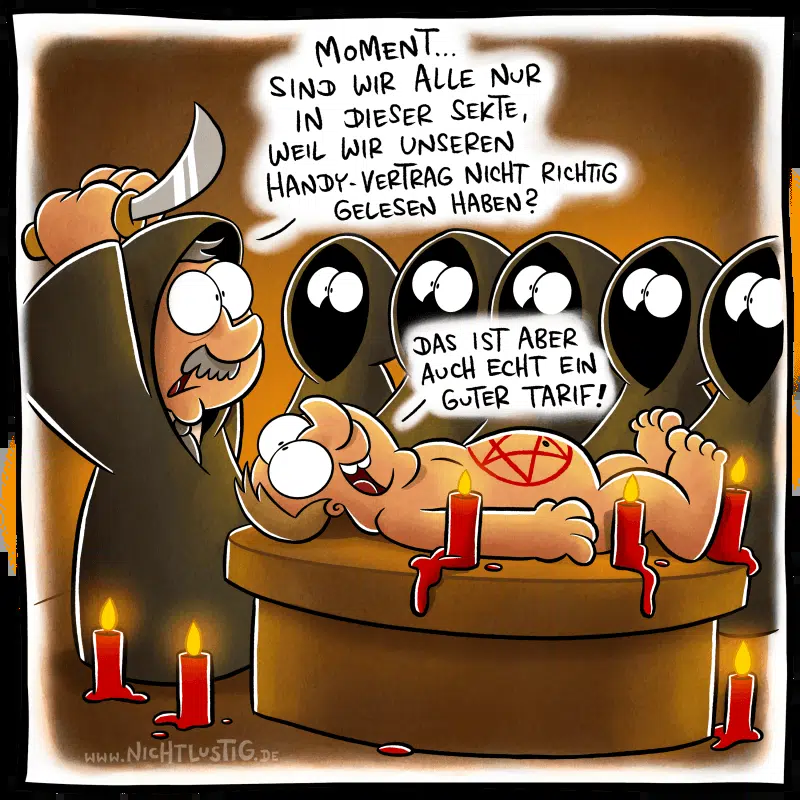 MOMENT...
SIND WIR ALLE NUR
IN DIESER SEKTE,
WEIL WIR UNSEREN
HANDY-VERTRAG NICHT RICHTIG
GELESEN HABEN?
DAS IST ABER
AUCH ECHT EIN
GUTER TARIF!
WWW.NICHTLUSTIG.DE